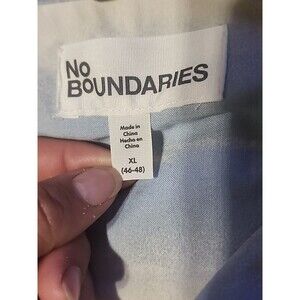 NO
BOUNDARIES
Made in
China
Hecho en
China
XL
(46-48)